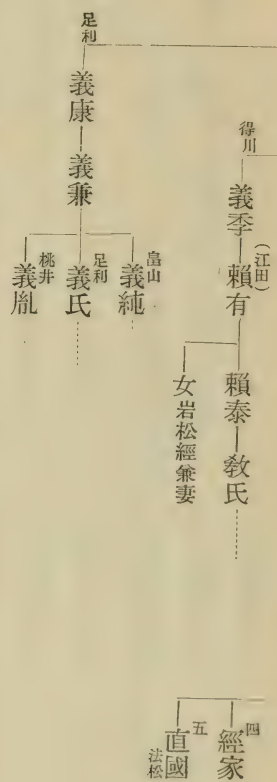 得川
義季
(江田)
頼有
頼泰
教氏
女岩松經兼妻
四
經家
五
直國
法松
足利
義康
義兼
畠山
義純
足利
義氏
桃井
義胤